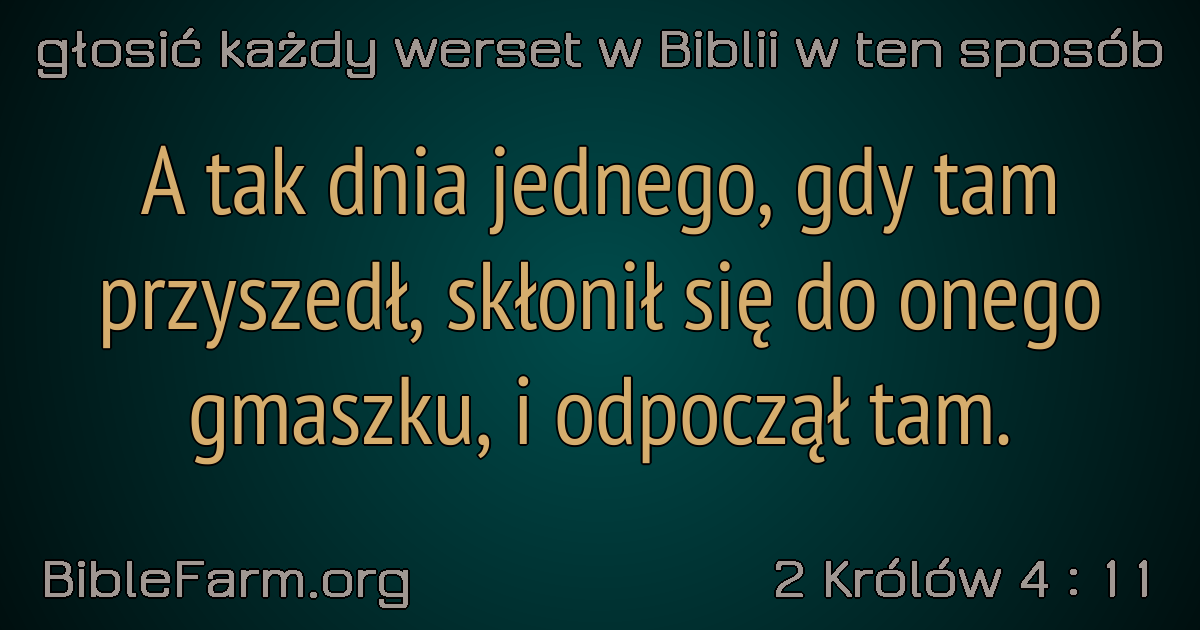 głosić każdy werset w Biblii w ten sposób
A tak dnia jednego, gdy tam
przyszedł, skłonił się do onego
gmaszku, i odpoczął tam.
BibleFarm.org
2 Królów 4 : 11